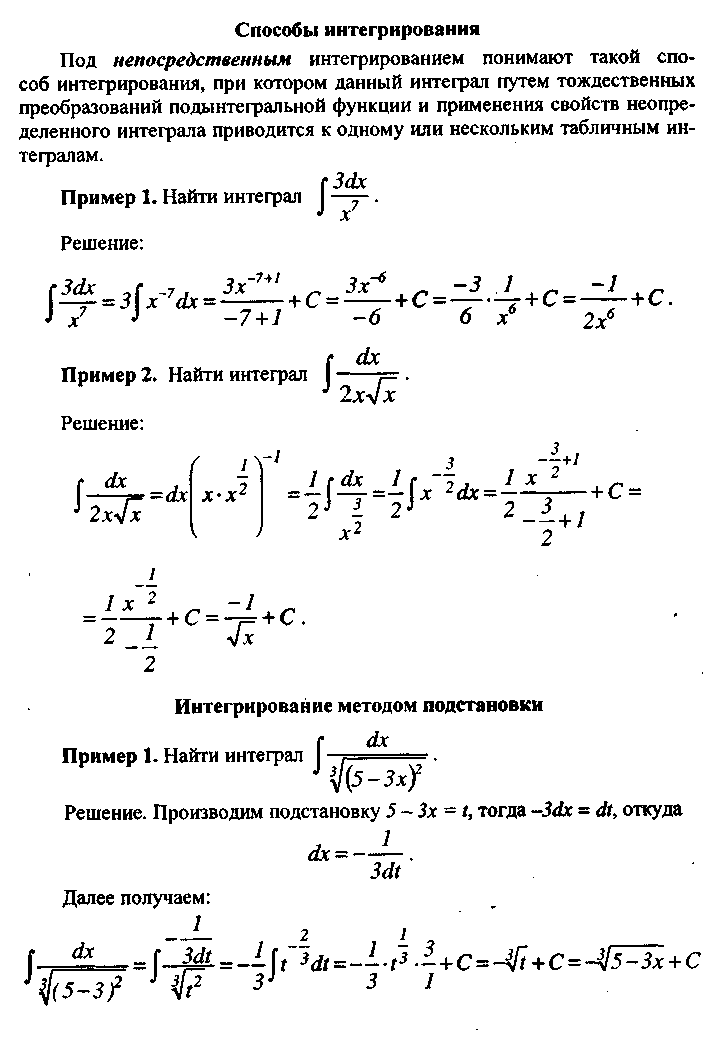 Способы интегрирования
Под непосредственным интегрированием понимают такой спо-
соб интегрирования, при котором данный интеграл путем тождественных
преобразований подынтегральной функции и применения свойств неопре-
деленного интеграла приводится к одному или нескольким табличным ин-
тегралам.
Пример 1. Найти интеграл ∫ 3dx/x^7 .
Решение:
∫ 3dx/x^7 = 3∫ x^(-7) dx = 3x^(-7+1)/(-7+1) + C = 3x^(-6)/(-6) + C = -3/6 · 1/x^6 + C = -1/(2x^6) + C .
Пример 2. Найти интеграл ∫ dx/(2x√x) .
Решение:
∫ dx/(2x√x) = dx (x·x^(1/2))^(-1) = 1/2 ∫ dx/x^(3/2) = 1/2 ∫ x^(-3/2) dx = 1/2 x^(-3/2+1)/(-3/2+1) + C =
= 1/2 x^(-1/2)/(-1/2) + C = -1/√x + C .
Интегрирование методом подстановки
Пример 1. Найти интеграл ∫ dx/∛(5-3x)^2 .
Решение. Производим подстановку 5 – 3x = t, тогда –3dx = dt, откуда
dx = - 1/(3dt) .
Далее получаем:
∫ dx/∛(5-3)^2 = ∫ (-1/(3dt))/∛t^2 = -1/3 ∫ t^(-2/3) dt = -1/3 · t^(1/3) · 3/1 + C = -∛t + C = -∛5-3x + C